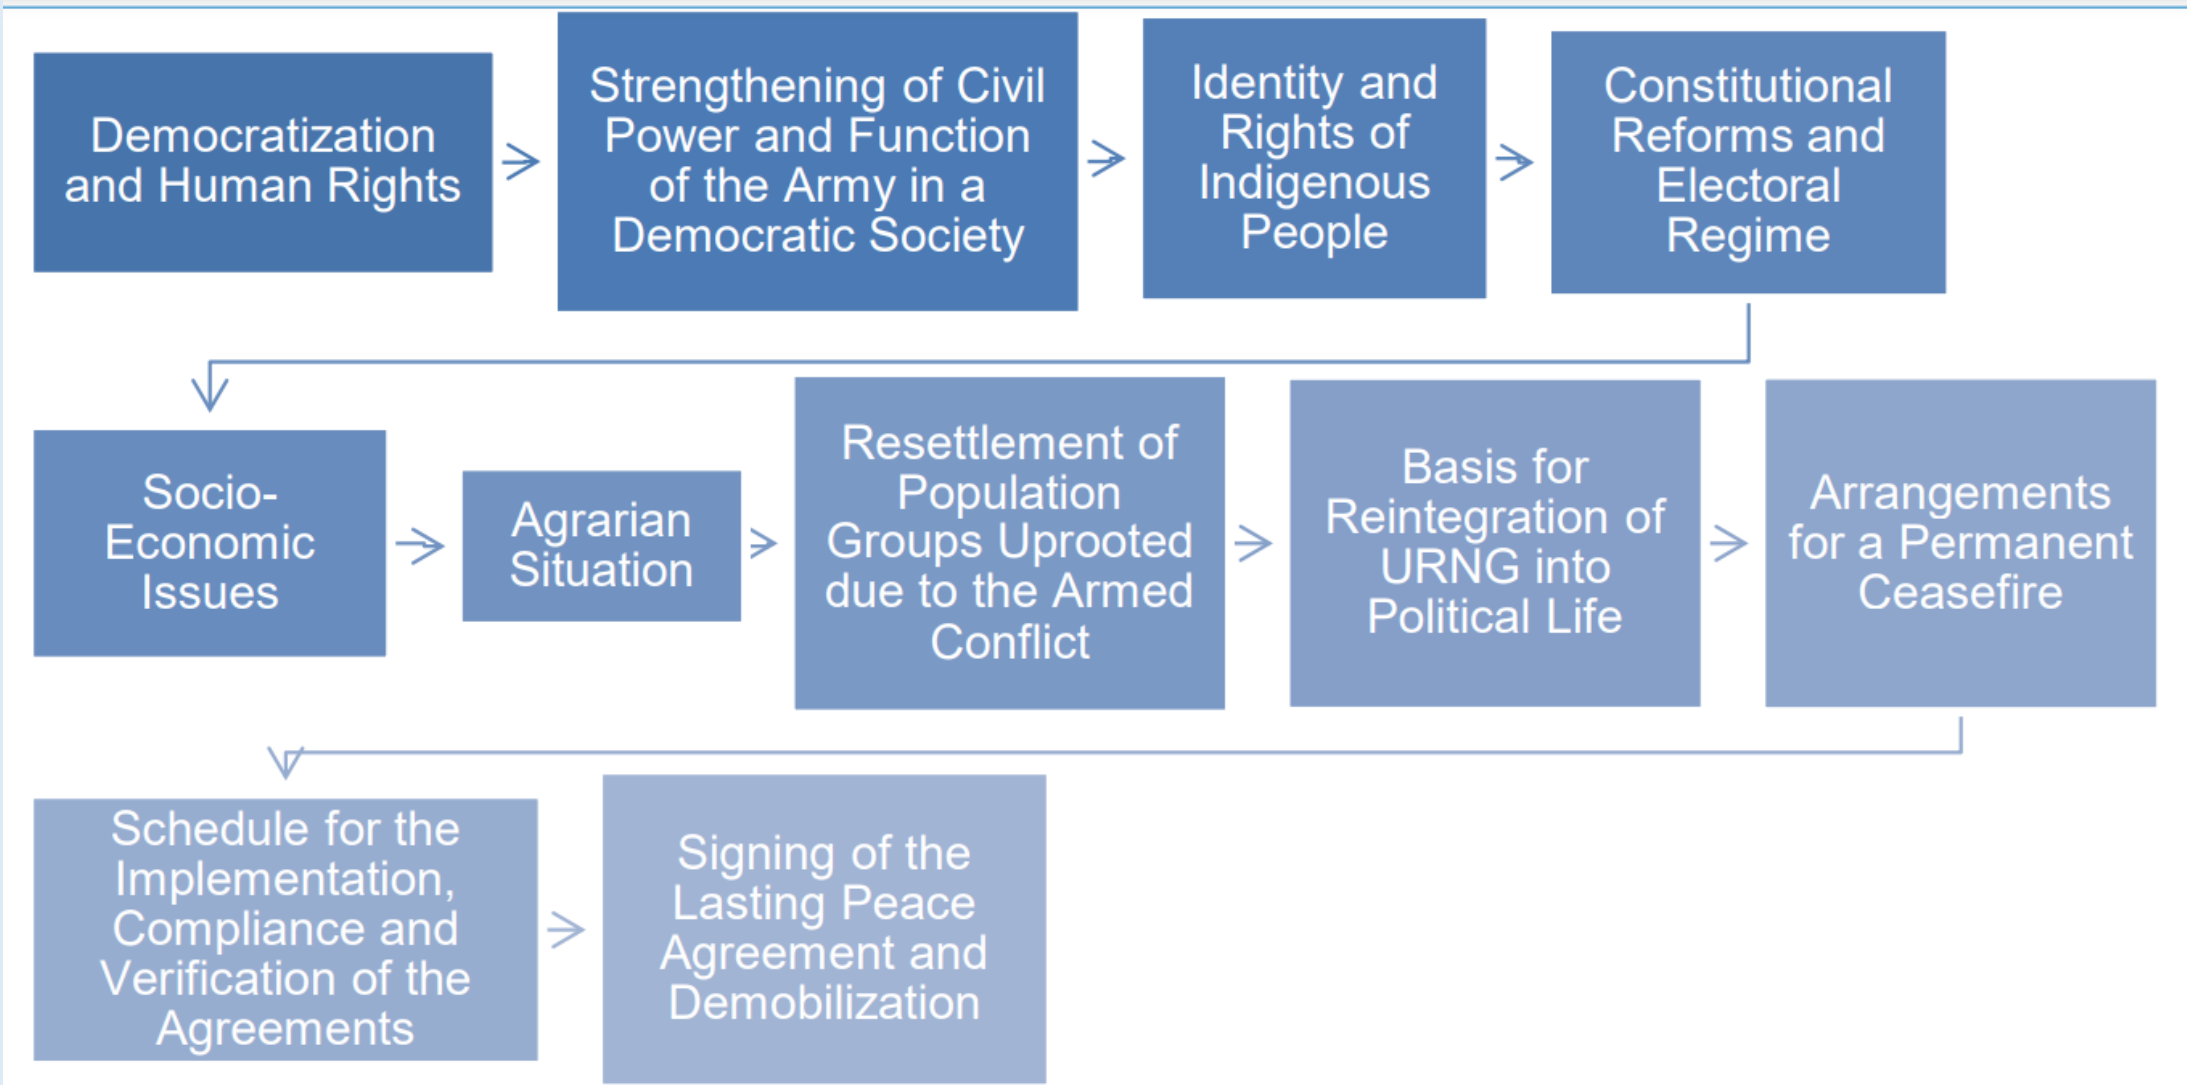 Democratization
and Human Rights
Strengthening of Civil
Power and Function
of the Army in a
Democratic Society
Identity and
Rights of
Indigenous
People
Constitutional
Reforms and
Electoral
Regime
Socio-
Economic
Issues
Agrarian
Situation
Resettlement of
Population
Groups Uprooted
due to the Armed
Conflict
Basis for
Reintegration of
URNG into
Political Life
Arrangements
for a Permanent
Ceasefire
Schedule for the
Implementation,
Compliance and
Verification of the
Agreements
Signing of the
Lasting Peace
Agreement and
Demobilization